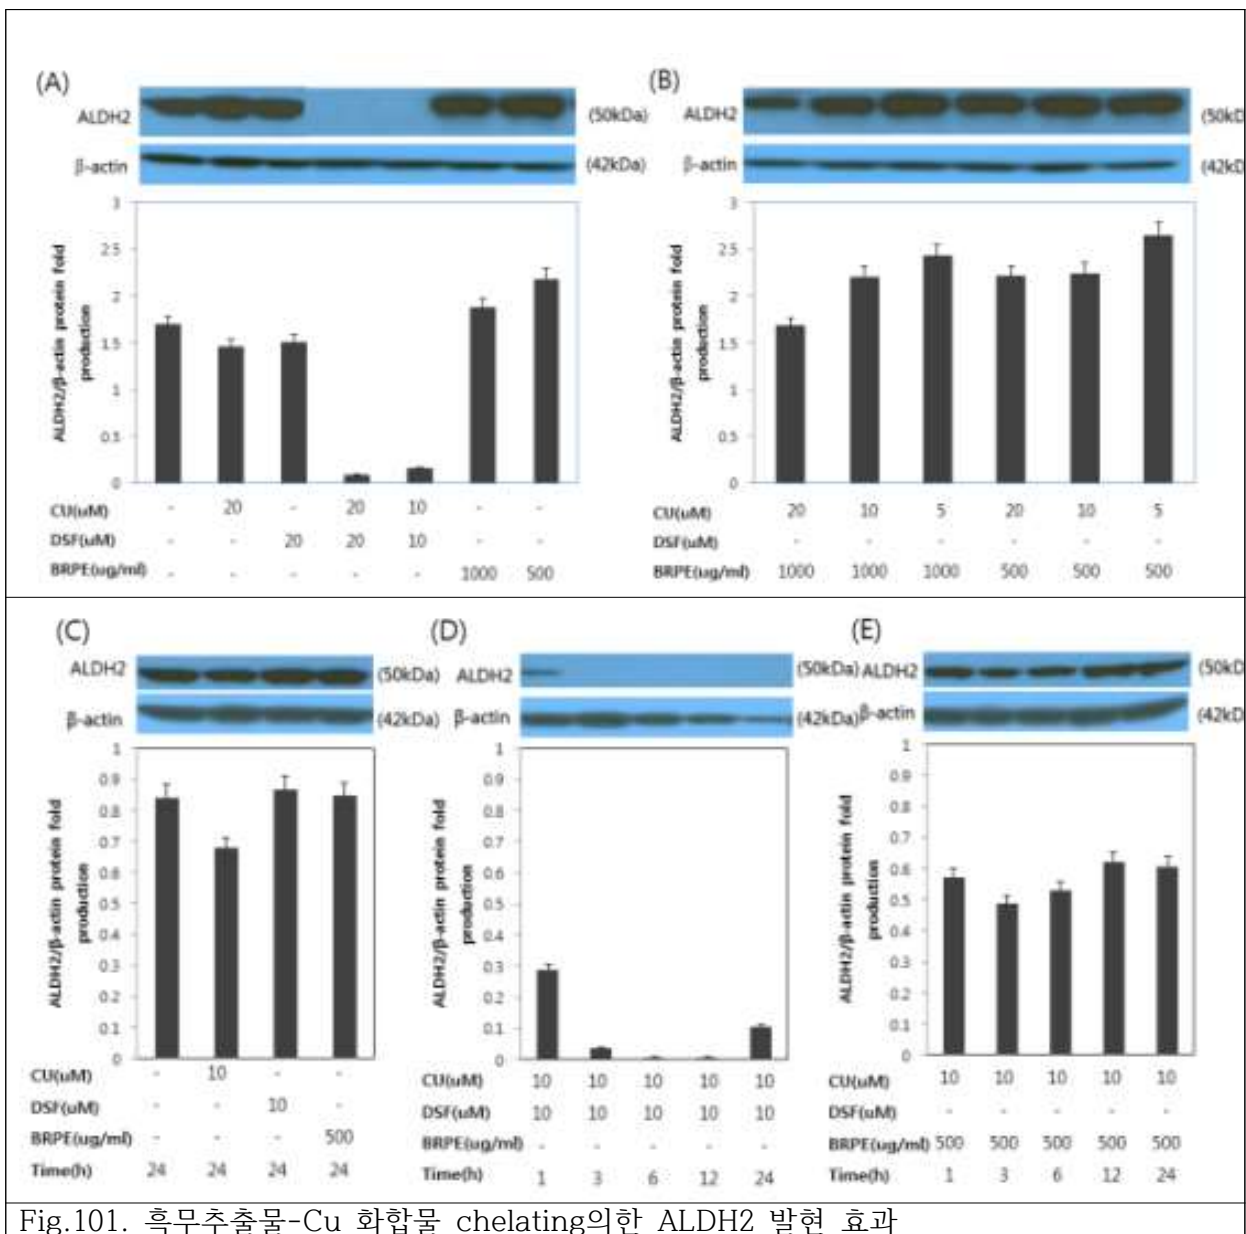 (A)
ALDH2 (50kDa)
β-actin (42kDa)
3
2.5
2
1.5
1
0.5
0
ALDH2/β-actin protein fold
production
CU(uM) - 20 - 20 10 - -
DSF(uM) - - 20 20 10 - -
BRPE(ug/ml) - - - - - 1000 500
(B)
ALDH2 (50kD
β-actin (42kD
3
2.5
2
1.5
1
0.5
0
ALDH2/β-actin protein fold
production
CU(uM) 20 10 5 20 10 5
DSF(uM) - - - - - -
BRPE(ug/ml) 1000 1000 1000 500 500 500
(C)
ALDH2 (50kDa)
β-actin (42kDa)
1
0.9
0.8
0.7
0.6
0.5
0.4
0.3
0.2
0.1
0
ALDH2/β-actin protein fold
production
CU(uM) - 10 - -
DSF(uM) - - 10 -
BRPE(ug/ml) - - - 500
Time(h) 24 24 24 24
(D)
ALDH2 (50kDa)
β-actin (42kDa)
1
0.9
0.8
0.7
0.6
0.5
0.4
0.3
0.2
0.1
0
ALDH2/β-actin protein fold
production
CU(uM) 10 10 10 10 10
DSF(uM) 10 10 10 10 10
BRPE(ug/ml) - - - - -
Time(h) 1 3 6 12 24
(E)
ALDH2 (50kD
β-actin (42kD
1
0.9
0.8
0.7
0.6
0.5
0.4
0.3
0.2
0.1
0
ALDH2/β-actin protein fold
production
CU(uM) 10 10 10 10 10
DSF(uM) - - - - -
BRPE(ug/ml) 500 500 500 500 500
Time(h) 1 3 6 12 24
Fig.101. 흑무추출물-Cu 화합물 chelating의한 ALDH2 발현 효과